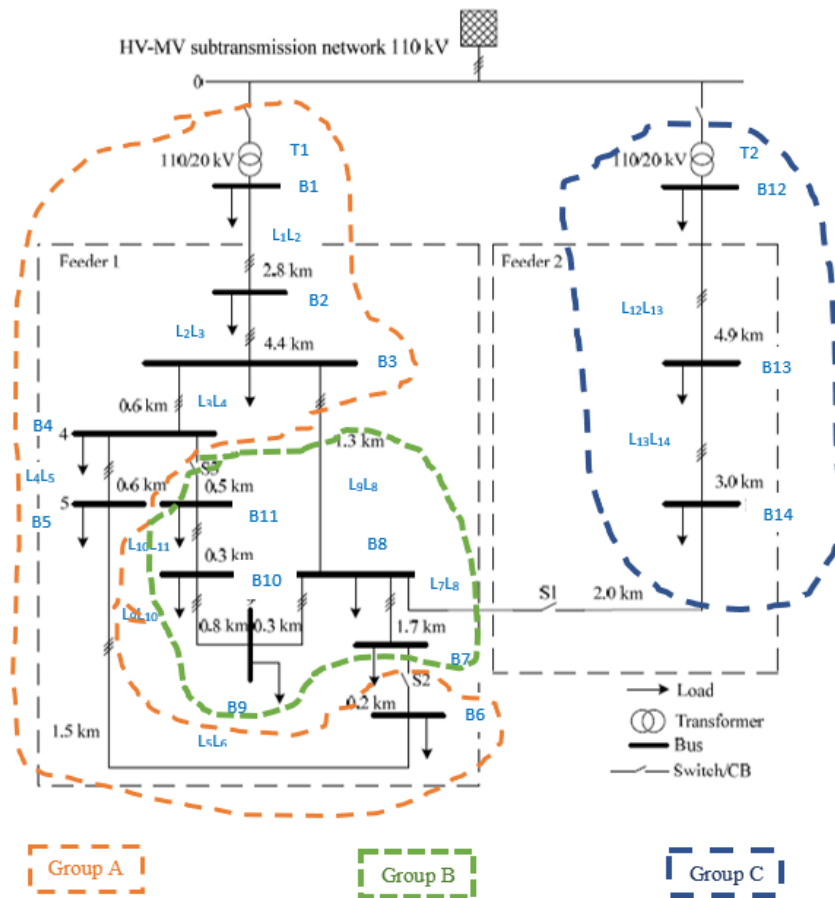 HV-MV subtransmission network 110 kV
0
110/20 kV
T1
110/20 kV
T2
B1
B12
L1L2
Feeder 1
Feeder 2
2.8 km
B2
L12L13
L2L3
4.4 km
4.9 km
B3
B13
0.6 km
L3L4
B4
4
1.3 km
L13L14
S3
L4L5
0.6 km
0.5 km
L9L8
3.0 km
B5
5
B11
B14
L10L11
0.3 km
B8
B10
L7L8
S1
2.0 km
L9L10
0.8 km
0.3 km
1.7 km
B7
S2
Load
B9
0.2 km
B6
Transformer
1.5 km
L5L6
Bus
Switch/CB
Group A
Group B
Group C